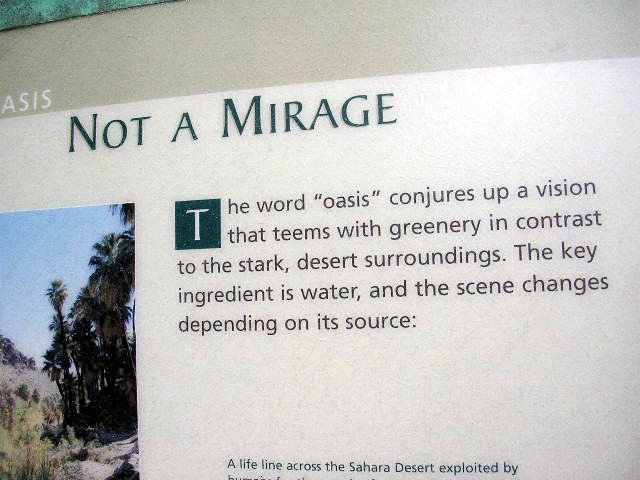 ASIS
NOT A MIRAGE
The word “oasis” conjures up a vision
that teems with greenery in contrast
to the stark, desert surroundings. The key
ingredient is water, and the scene changes
depending on its source:
A life line across the Sahara Desert exploited by